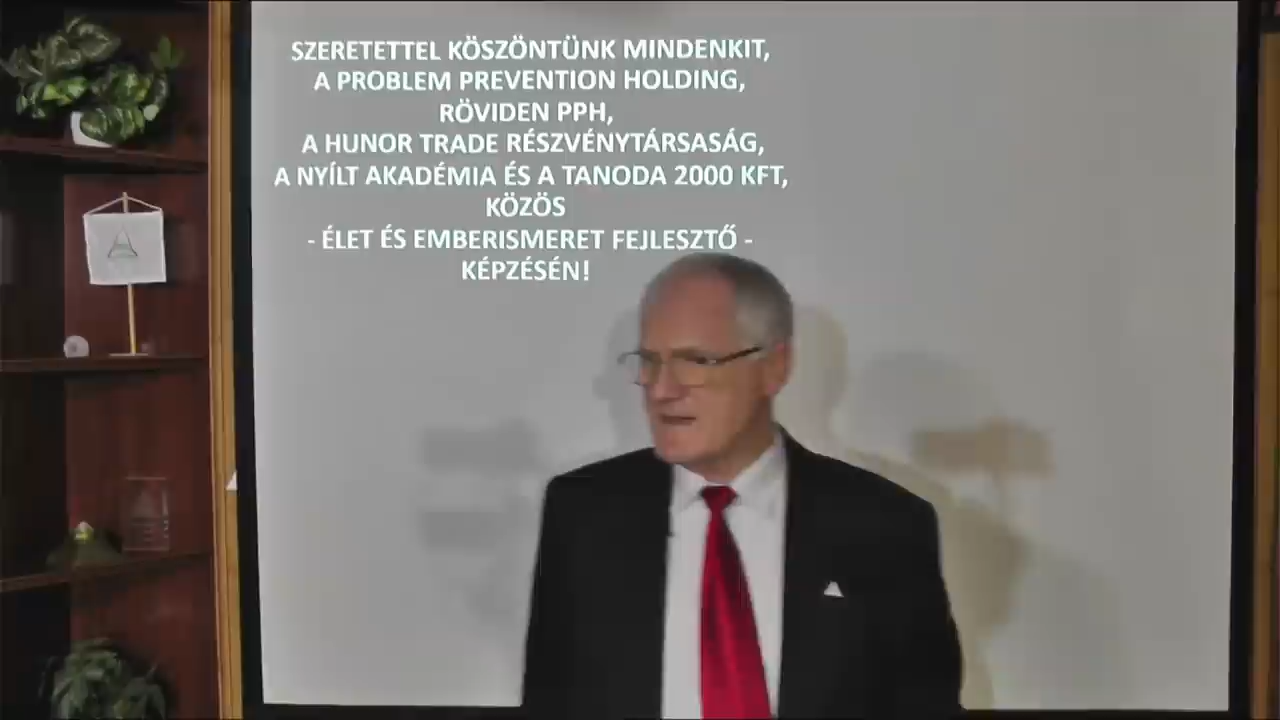 SZERETETTEL KÖSZÖNTÜNK MINDENKIT,
A PROBLEM PREVENTION HOLDING,
RÖVIDEN PPH,
A HUNOR TRADE RÉSZVÉNYTÁRSASÁG,
A NYÍLT AKADÉMIA ÉS A TANODA 2000 KFT,
KÖZÖS
- ÉLET ÉS EMBERISMERET FEJLESZTŐ -
KÉPZÉSÉN!